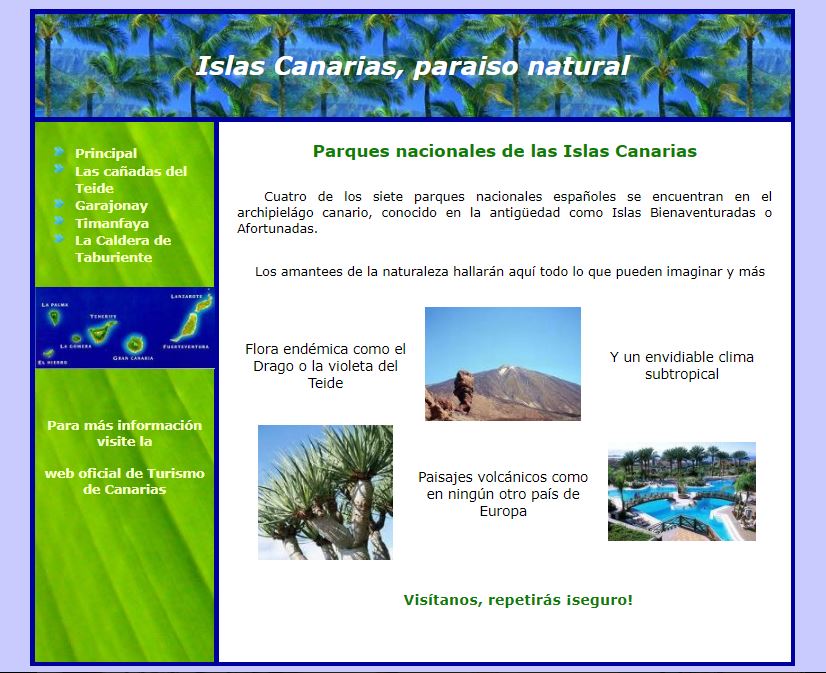 Islas Canarias, paraiso natural
Principal
Las cañadas del
Teide
Garajonay
Timanfaya
La Caldera de
Taburiente
LANZAROTE
LA PALMA
TENERIFE
LA GOMERA
FUERTEVENTURA
GRAN CANARIA
EL HIERRO
Para más información
visite la
web oficial de Turismo
de Canarias
Parques nacionales de las Islas Canarias
Cuatro de los siete parques nacionales españoles se encuentran en el
archipielágo canario, conocido en la antigüedad como Islas Bienaventuradas o
Afortunadas.
Los amantees de la naturaleza hallarán aquí todo lo que pueden imaginar y más
Flora endémica como el
Drago o la violeta del
Teide
Y un envidiable clima
subtropical
Paisajes volcánicos como
en ningún otro país de
Europa
Visítanos, repetirás ¡seguro!